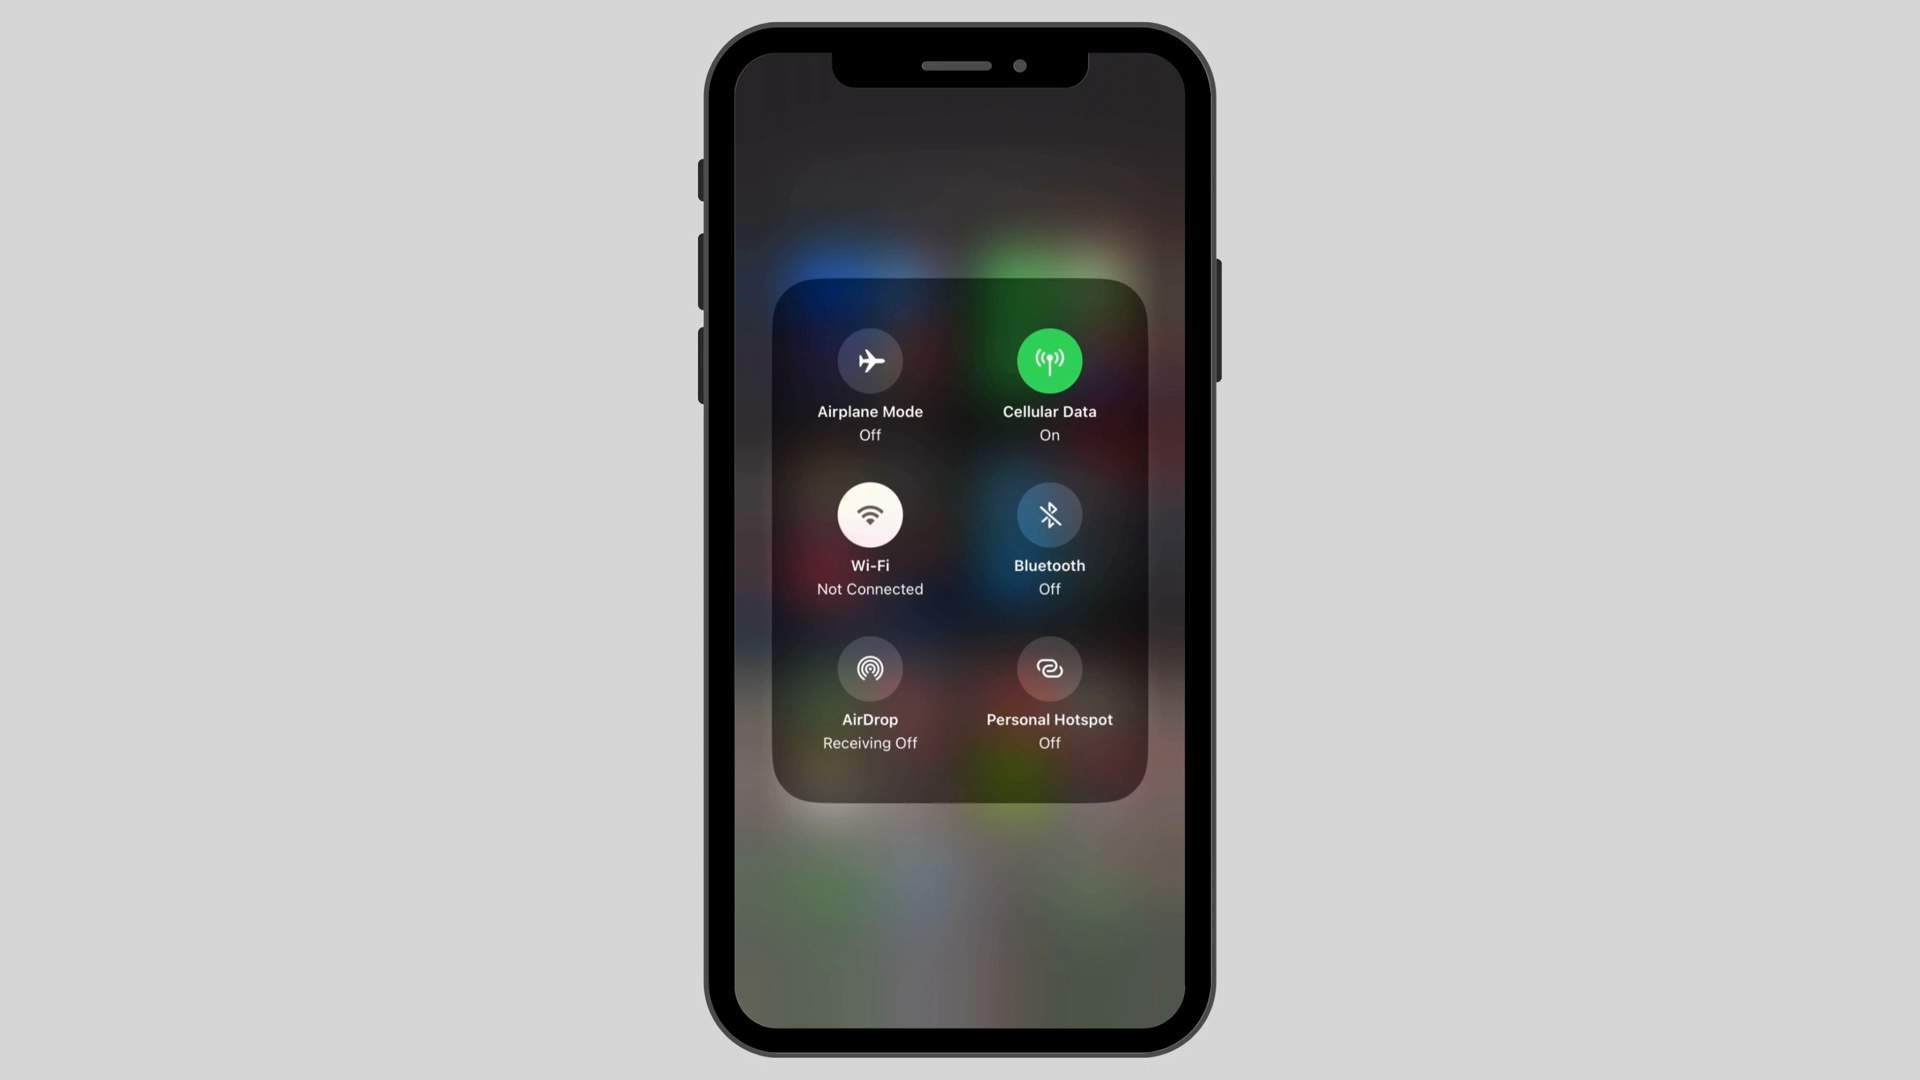 Airplane Mode
Off
Cellular Data
On
Wi-Fi
Not Connected
Bluetooth
Off
AirDrop
Receiving Off
Personal Hotspot
Off